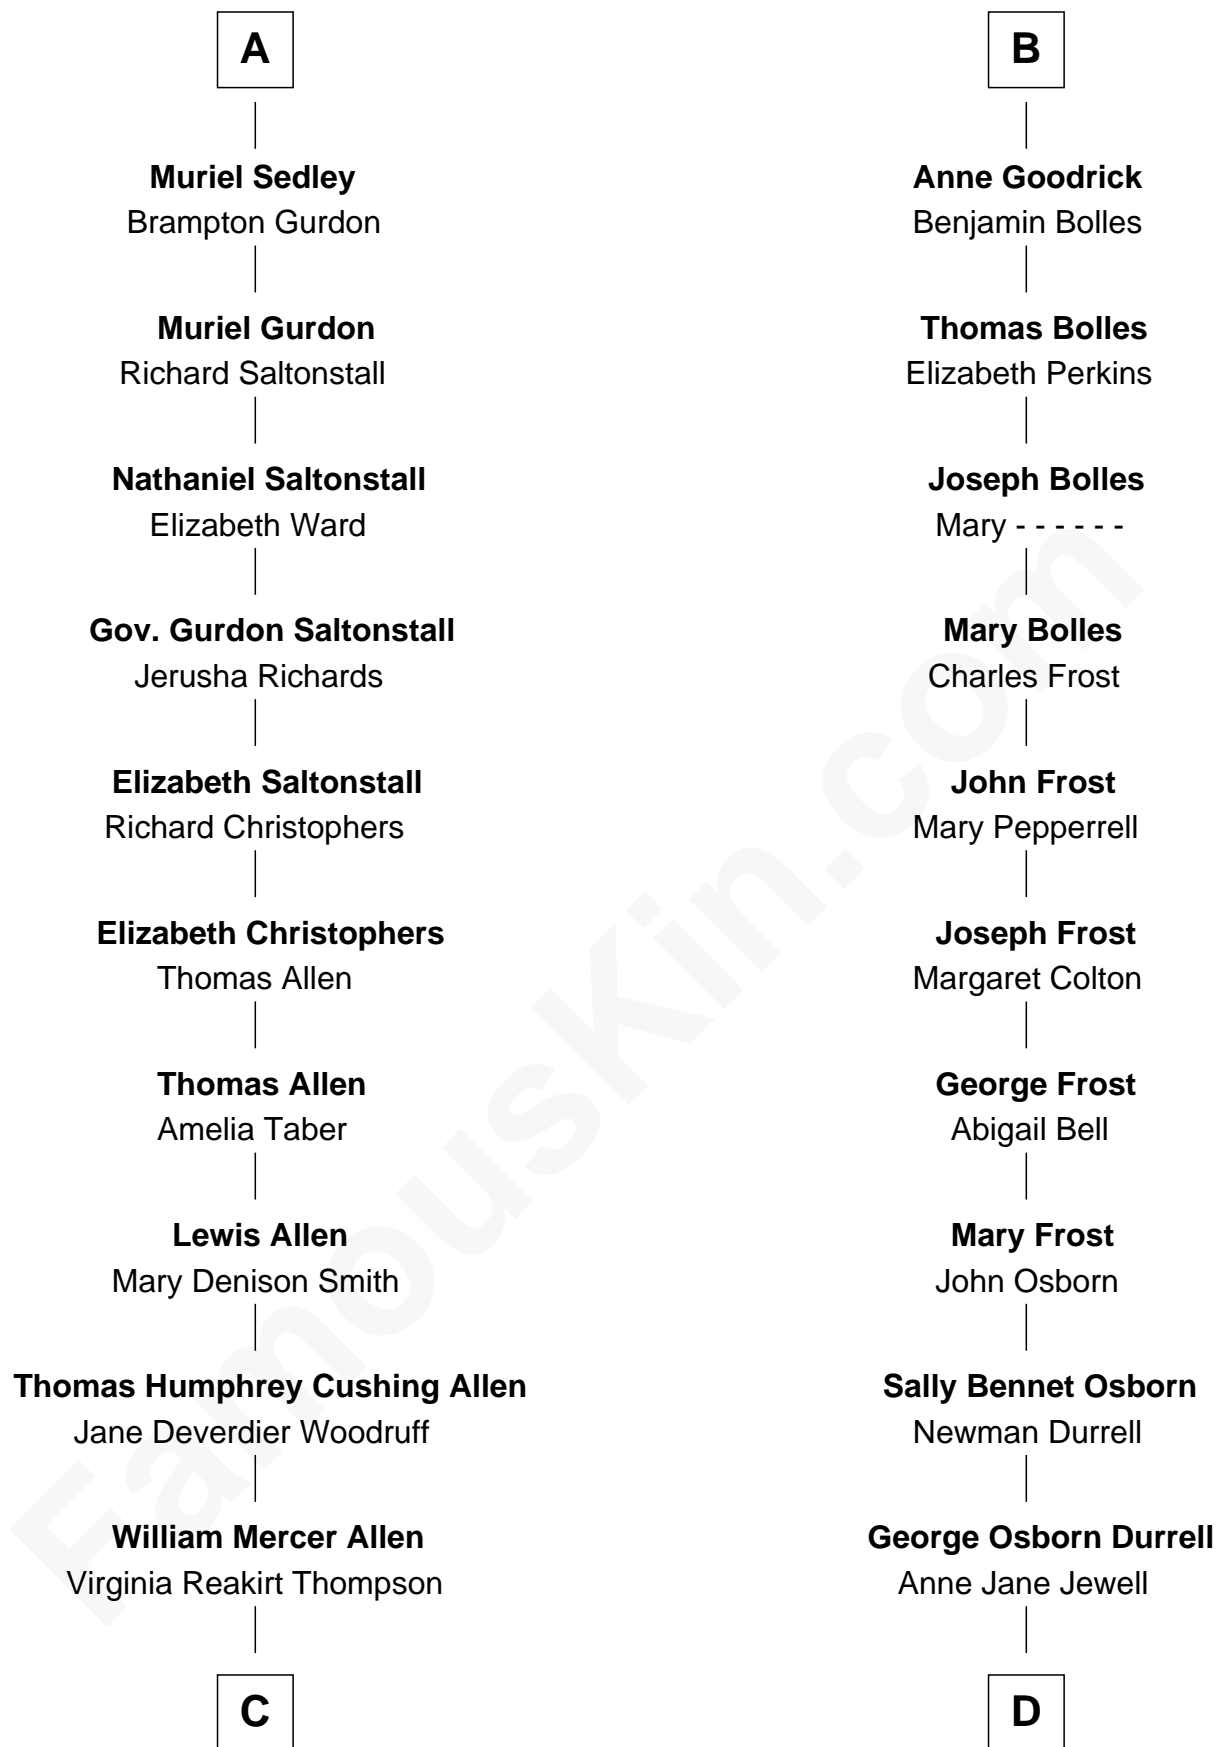 A
Muriel Sedley
Brampton Gurdon
Muriel Gurdon
Richard Saltonstall
Nathaniel Saltonstall
Elizabeth Ward
Gov. Gurdon Saltonstall
Jerusha Richards
Elizabeth Saltonstall
Richard Christophers
Elizabeth Christophers
Thomas Allen
Thomas Allen
Amelia Taber
Lewis Allen
Mary Denison Smith
Thomas Humphrey Cushing Allen
Jane Deverdier Woodruff
William Mercer Allen
Virginia Reakirt Thompson
C
B
Anne Goodrick
Benjamin Bolles
Thomas Bolles
Elizabeth Perkins
Joseph Bolles
Mary - - - - - -
Mary Bolles
Charles Frost
John Frost
Mary Pepperrell
Joseph Frost
Margaret Colton
George Frost
Abigail Bell
Mary Frost
John Osborn
Sally Bennet Osborn
Newman Durrell
George Osborn Durrell
Anne Jane Jewell
D
FamousKin.com